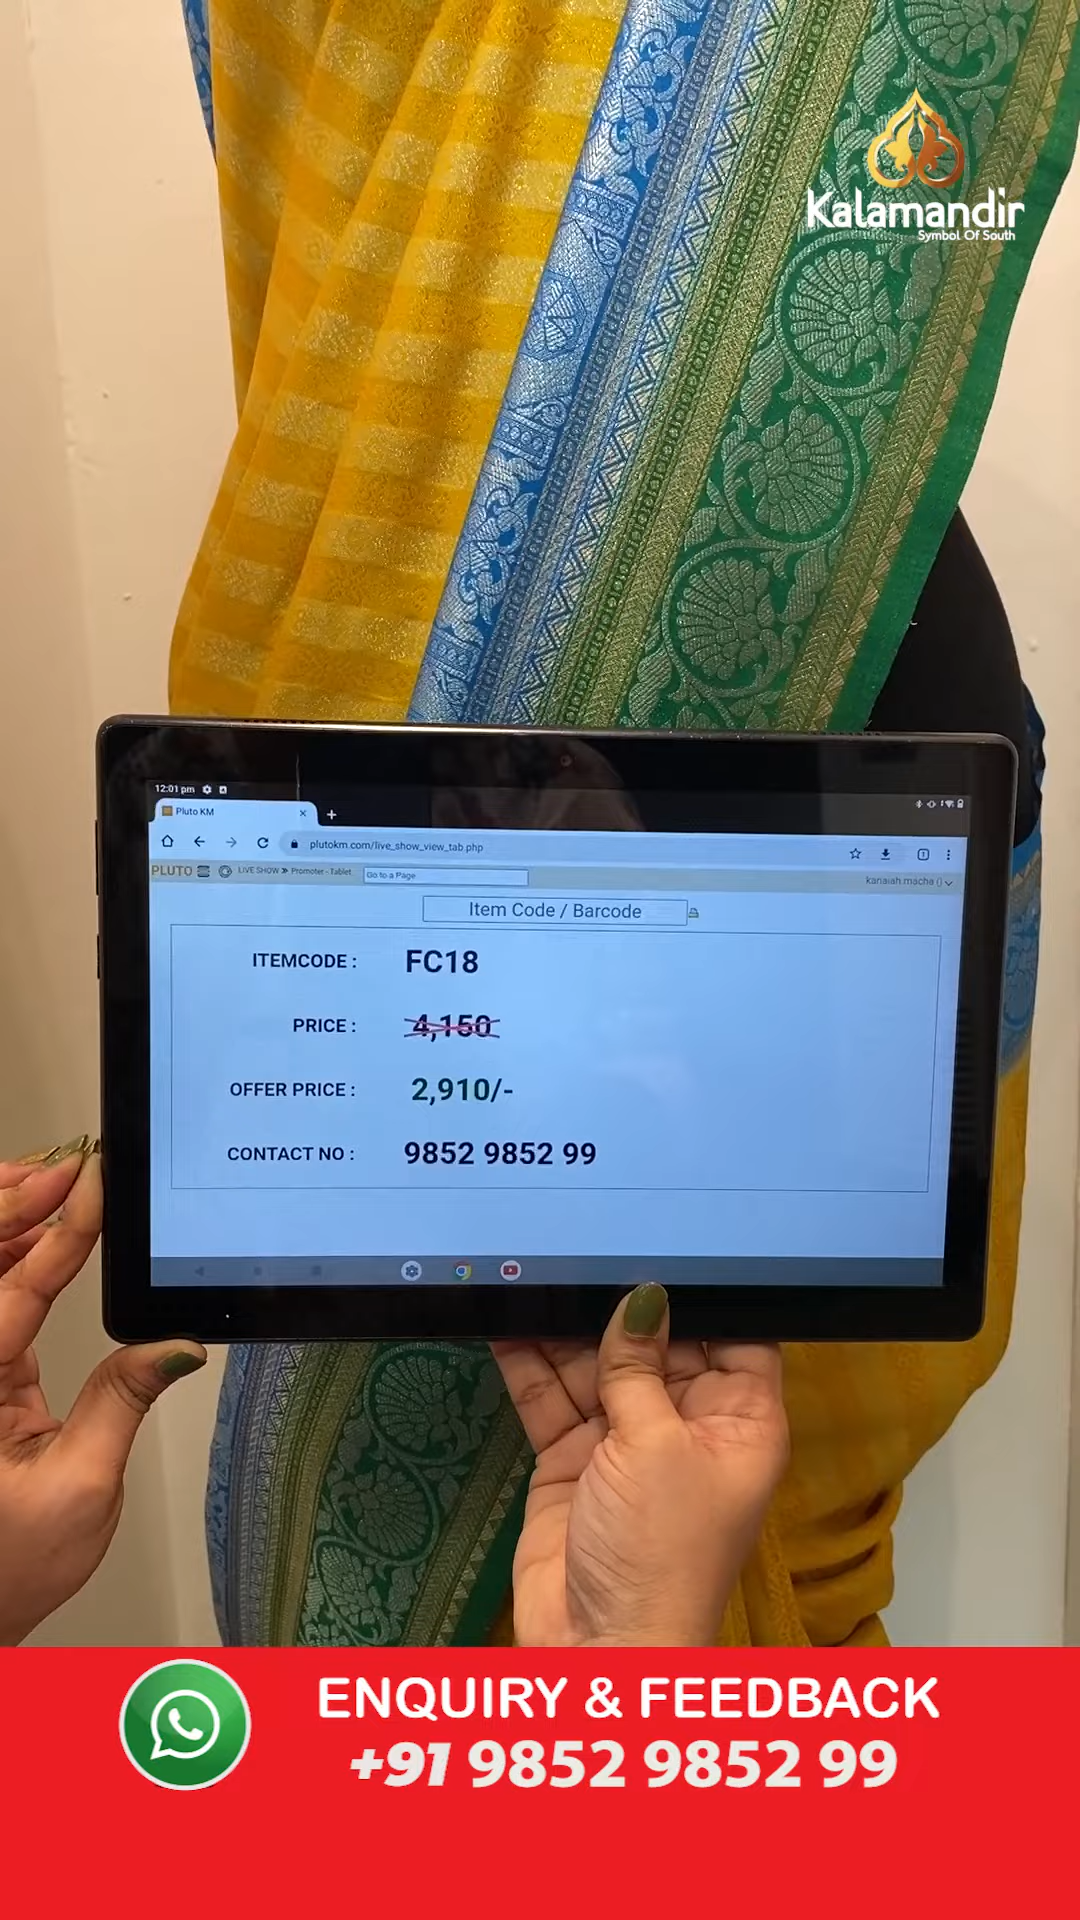 Kalamandir
Symbol Of South
12:01 pm
Pluto KM
plutokm.com/live_show_view_tab.php
PLUTO LIVE SHOW >> Promoter - Tablet Go to a Page kanaiah.macha ()
Item Code / Barcode
ITEMCODE : FC18
PRICE : 4,150
OFFER PRICE : 2,910/-
CONTACT NO : 9852 9852 99
ENQUIRY & FEEDBACK
+91 9852 9852 99